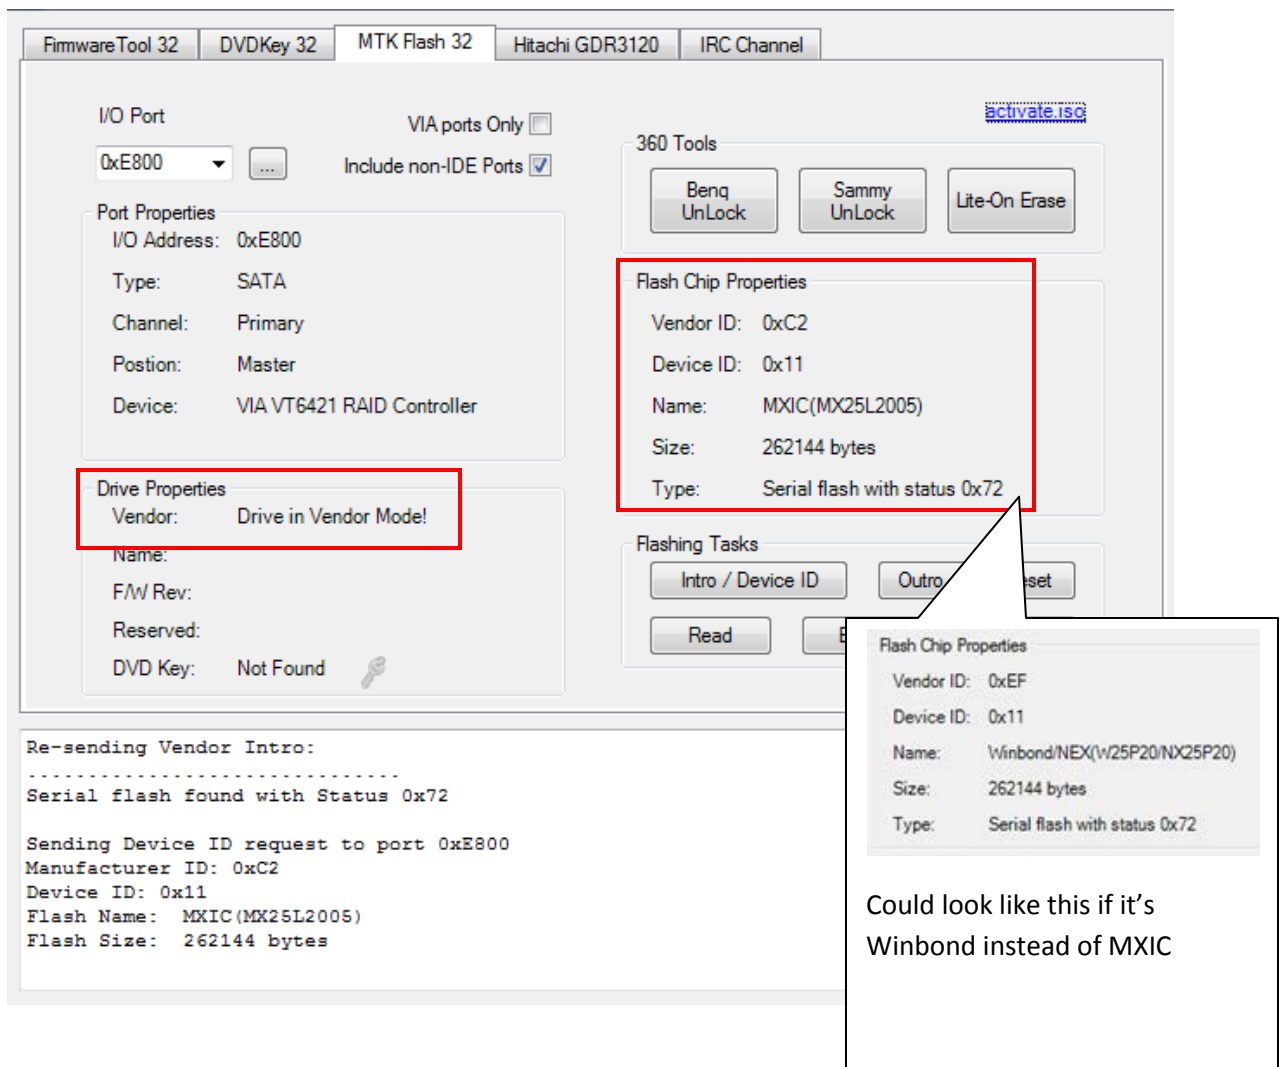 FirmwareTool 32
DVDKey 32
MTK Flash 32
Hitachi GDR3120
IRC Channel
I/O Port
VIA ports Only
0xE800
...
Include non-IDE Ports
Port Properties
I/O Address: 0xE800
Type: SATA
Channel: Primary
Postion: Master
Device: VIA VT6421 RAID Controller
Drive Properties
Vendor: Drive in Vendor Mode!
Name:
F/W Rev:
Reserved:
DVD Key: Not Found
activate.iso
360 Tools
Benq
UnLock
Sammy
UnLock
Lite-On Erase
Flash Chip Properties
Vendor ID: 0xC2
Device ID: 0x11
Name: MXIC(MX25L2005)
Size: 262144 bytes
Type: Serial flash with status 0x72
Flashing Tasks
Intro / Device ID
Outro
Read
Re-sending Vendor Intro:
...............................
Serial flash found with Status 0x72
Sending Device ID request to port 0xE800
Manufacturer ID: 0xC2
Device ID: 0x11
Flash Name: MXIC(MX25L2005)
Flash Size: 262144 bytes
Flash Chip Properties
Vendor ID: 0xEF
Device ID: 0x11
Name: Winbond/NEX(W25P20/NX25P20)
Size: 262144 bytes
Type: Serial flash with status 0x72
Could look like this if it’s
Winbond instead of MXIC